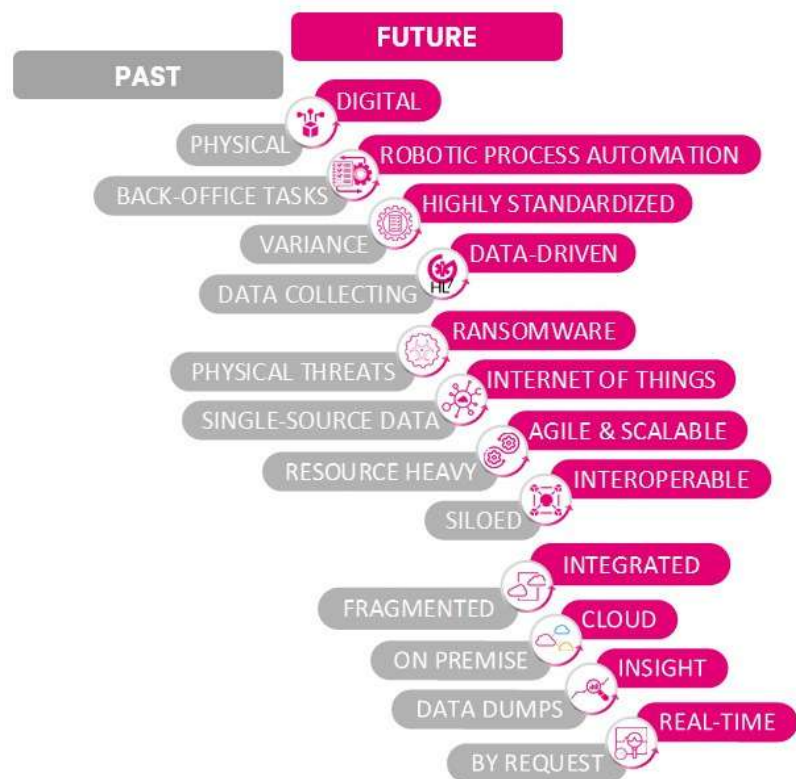 FUTURE
PAST
DIGITAL
PHYSICAL
ROBOTIC PROCESS AUTOMATION
BACK-OFFICE TASKS
HIGHLY STANDARDIZED
VARIANCE
DATA-DRIVEN
HL7
DATA COLLECTING
RANSOMWARE
PHYSICAL THREATS
INTERNET OF THINGS
SINGLE-SOURCE DATA
AGILE & SCALABLE
RESOURCE HEAVY
INTEROPERABLE
SILOED
INTEGRATED
FRAGMENTED
CLOUD
ON PREMISE
INSIGHT
DATA DUMPS
REAL-TIME
BY REQUEST